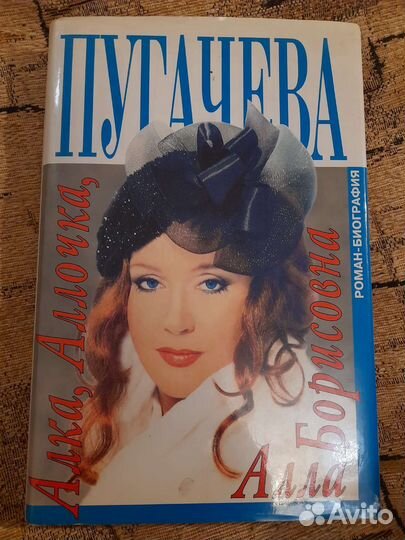 ПУГАЧЕВА
Алка, Аллочка,
Алла
Борисовна
РОМАН-БИОГРАФИЯ
Avito